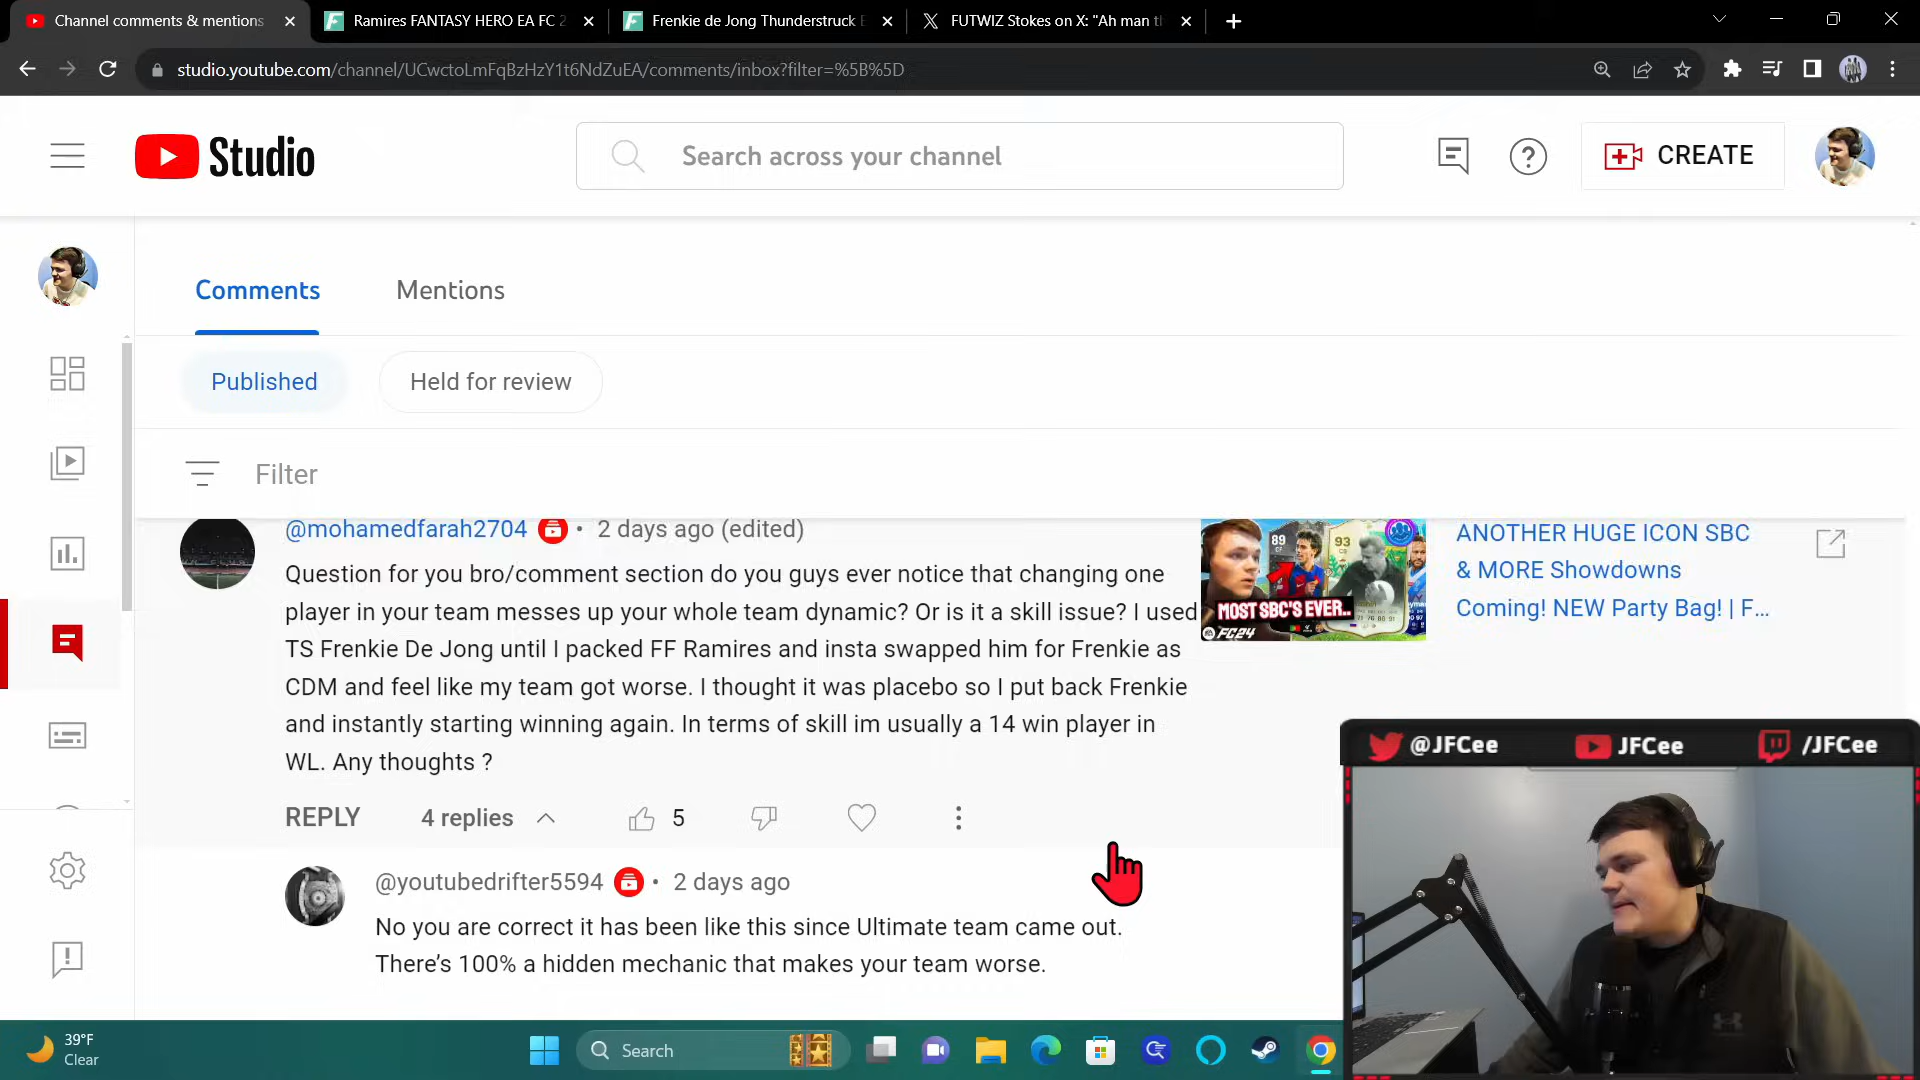 Channel comments & mentions
Ramires FANTASY HERO EA FC 2
Frenkie de Jong Thunderstruck E
FUTWIZ Stokes on X: "Ah man th
studio.youtube.com/channel/UCwctoLmFqBzHzY1t6NdZuEA/comments/inbox?filter=%5B%5D
Studio
Search across your channel
CREATE
Comments
Mentions
Published
Held for review
Filter
@mohamedfarah2704 • 2 days ago (edited)
Question for you bro/comment section do you guys ever notice that changing one
player in your team messes up your whole team dynamic? Or is it a skill issue? I used
TS Frenkie De Jong until I packed FF Ramires and insta swapped him for Frenkie as
CDM and feel like my team got worse. I thought it was placebo so I put back Frenkie
and instantly starting winning again. In terms of skill im usually a 14 win player in
WL. Any thoughts ?
REPLY
4 replies
5
89
CF
93
CB
MOST SBC'S EVER..
FC24
ANOTHER HUGE ICON SBC
& MORE Showdowns
Coming! NEW Party Bag! | F...
@youtubedrifter5594 • 2 days ago
No you are correct it has been like this since Ultimate team came out.
There's 100% a hidden mechanic that makes your team worse.
@JFCee
JFCee
/JFCee
39°F
Clear
Search